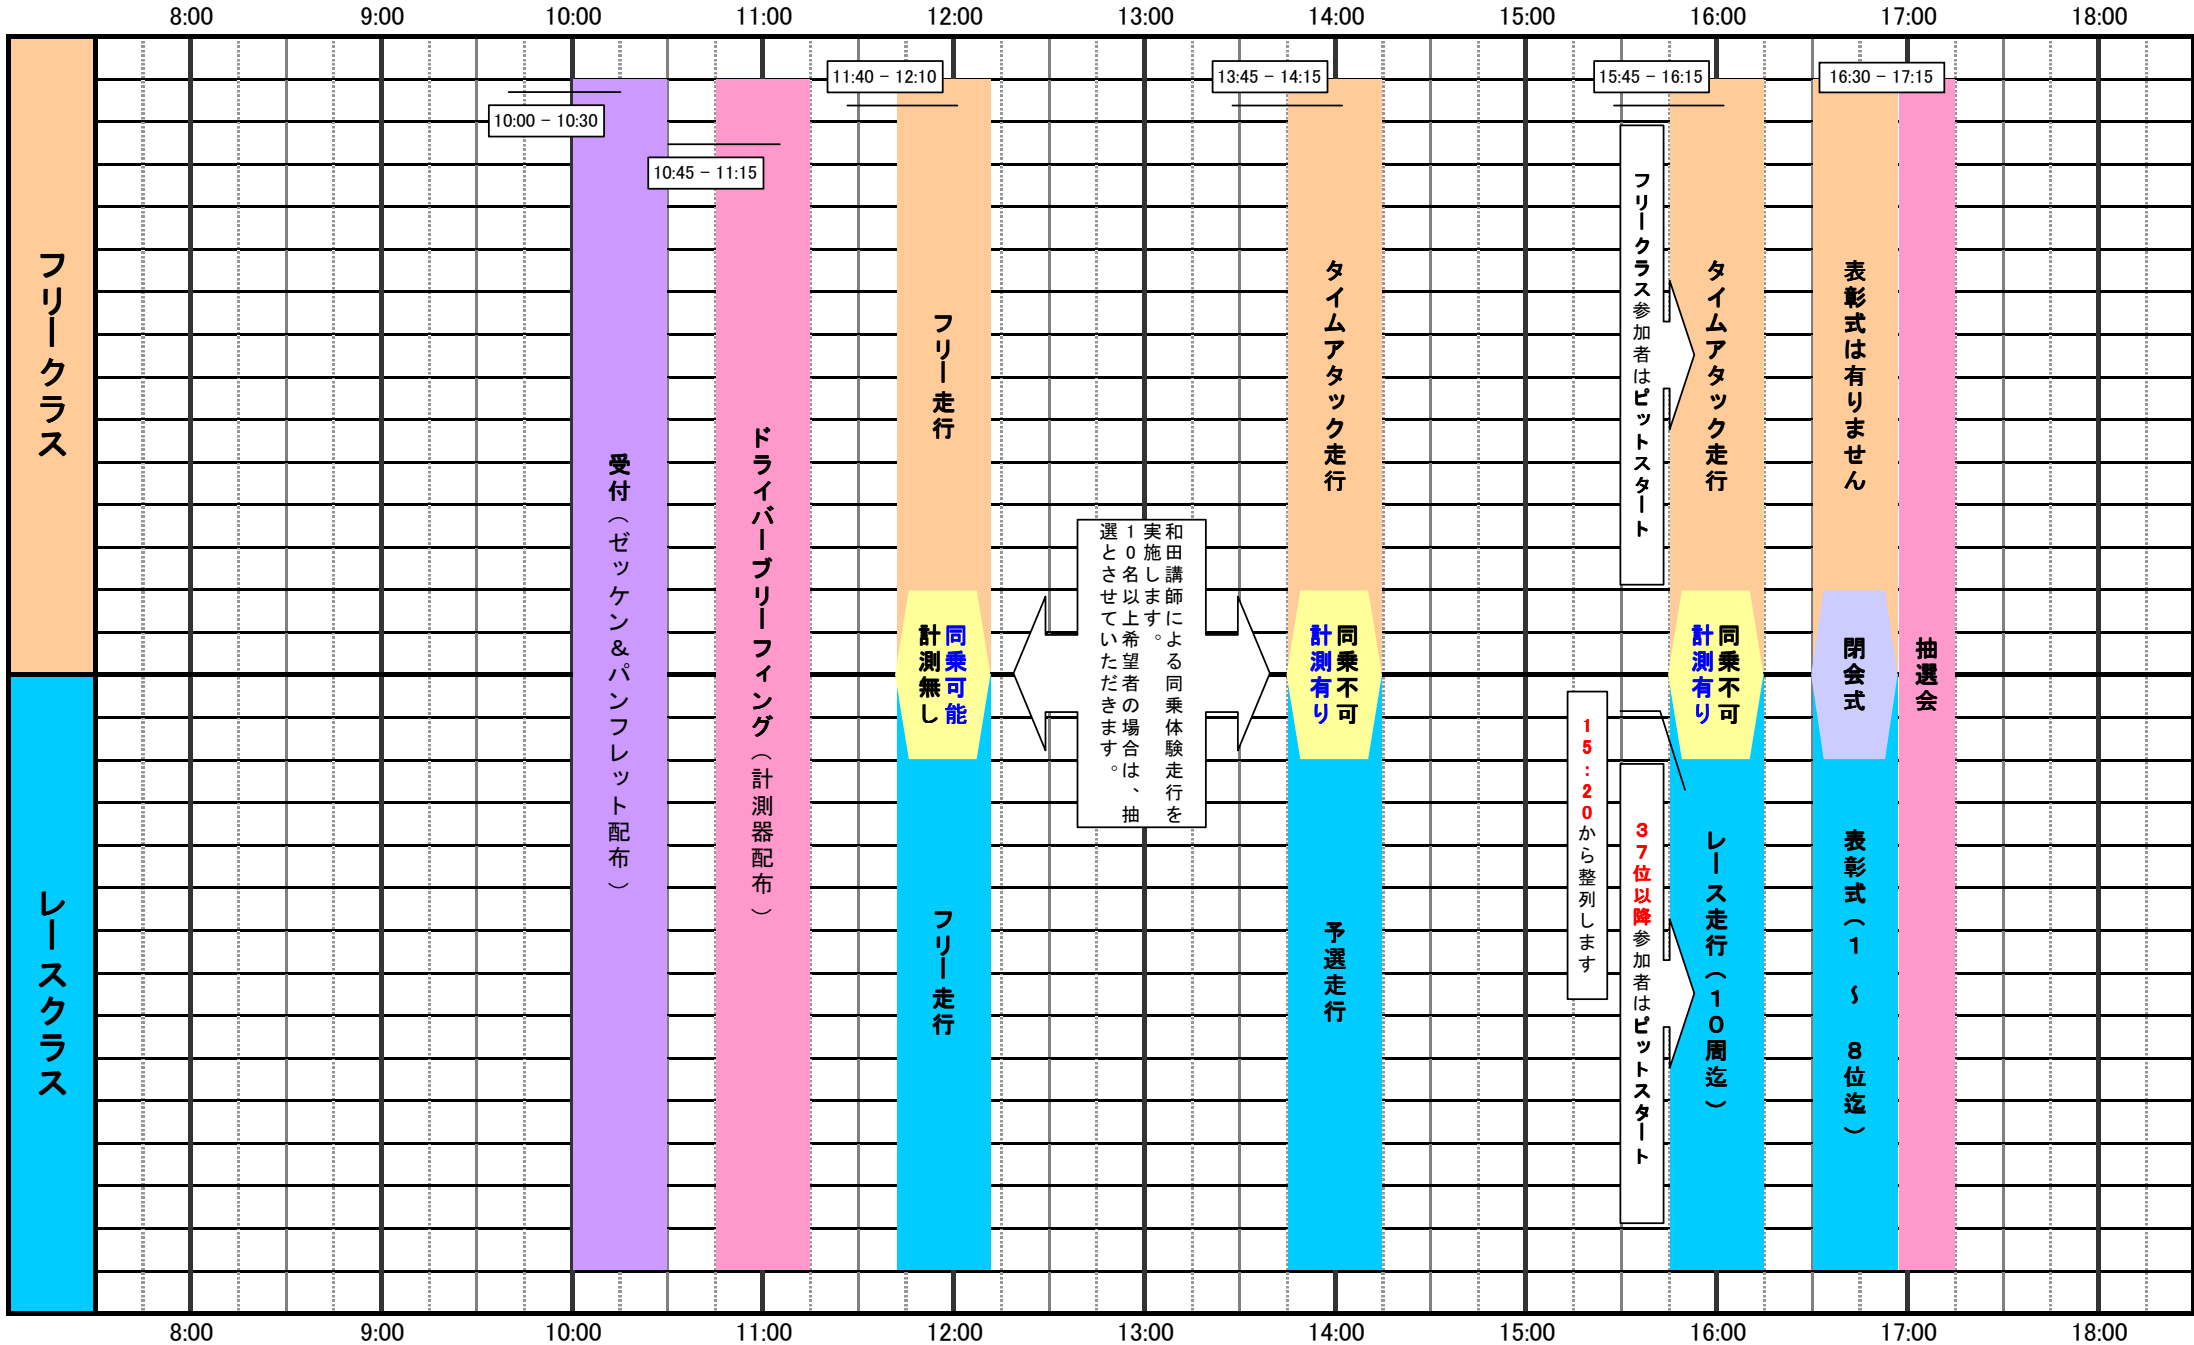 8:00 9:00 10:00 11:00 12:00 13:00 14:00 15:00 16:00 17:00 18:00
フリークラス
レースクラス
10:00 − 10:30
受付（ゼッケン＆パンフレット配布）
10:45 − 11:15
ドライバーブリーフィング（計測器配布）
11:40 − 12:10
フリー走行
同乗可能
計測無し
フリー走行
和田講師による同乗体験走行を
実施します。
１０名以上希望者の場合は、抽
選とさせていただきます。
13:45 − 14:15
タイムアタック走行
同乗不可
計測有り
予選走行
15:45 − 16:15
フリークラス参加者はピットスタート
タイムアタック走行
同乗不可
計測有り
１５：２０から整列します
３７位以降参加者はピットスタート
レース走行（１０周迄）
16:30 − 17:15
表彰式は有りません
閉会式
表彰式（１　～　８位迄）
抽選会
8:00 9:00 10:00 11:00 12:00 13:00 14:00 15:00 16:00 17:00 18:00